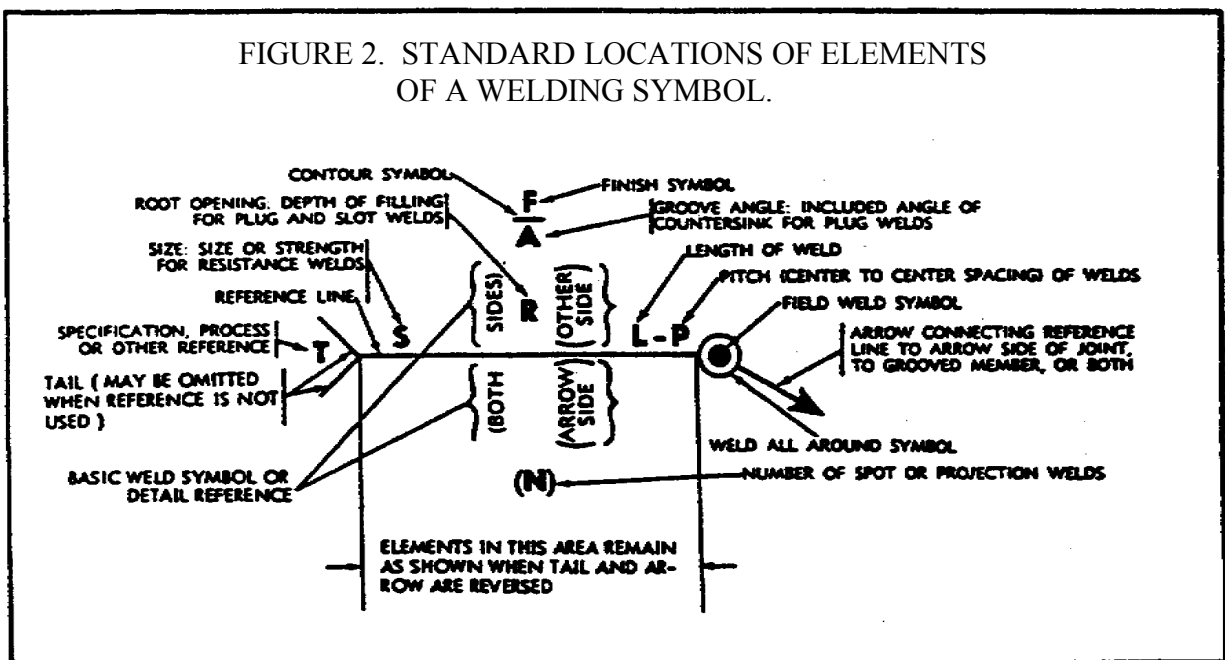 FIGURE 2. STANDARD LOCATIONS OF ELEMENTS
OF A WELDING SYMBOL.
CONTOUR SYMBOL
F
FINISH SYMBOL
ROOT OPENING: DEPTH OF FILLING
FOR PLUG AND SLOT WELDS
A
GROOVE ANGLE: INCLUDED ANGLE OF
COUNTERSINK FOR PLUG WELDS
SIZE: SIZE OR STRENGTH
FOR RESISTANCE WELDS
LENGTH OF WELD
PITCH (CENTER TO CENTER SPACING) OF WELDS
REFERENCE LINE
S
SIDES)
R
(OTHER
SIDE)
L - P
FIELD WELD SYMBOL
SPECIFICATION, PROCESS
OR OTHER REFERENCE
T
ARROW CONNECTING REFERENCE
LINE TO ARROW SIDE OF JOINT,
TO GROOVED MEMBER, OR BOTH
TAIL ( MAY BE OMITTED
WHEN REFERENCE IS NOT
USED )
(BOTH
(ARROW
SIDE)
WELD ALL AROUND SYMBOL
BASIC WELD SYMBOL OR
DETAIL REFERENCE
(N)
NUMBER OF SPOT OR PROJECTION WELDS
ELEMENTS IN THIS AREA REMAIN
AS SHOWN WHEN TAIL AND AR-
ROW ARE REVERSED